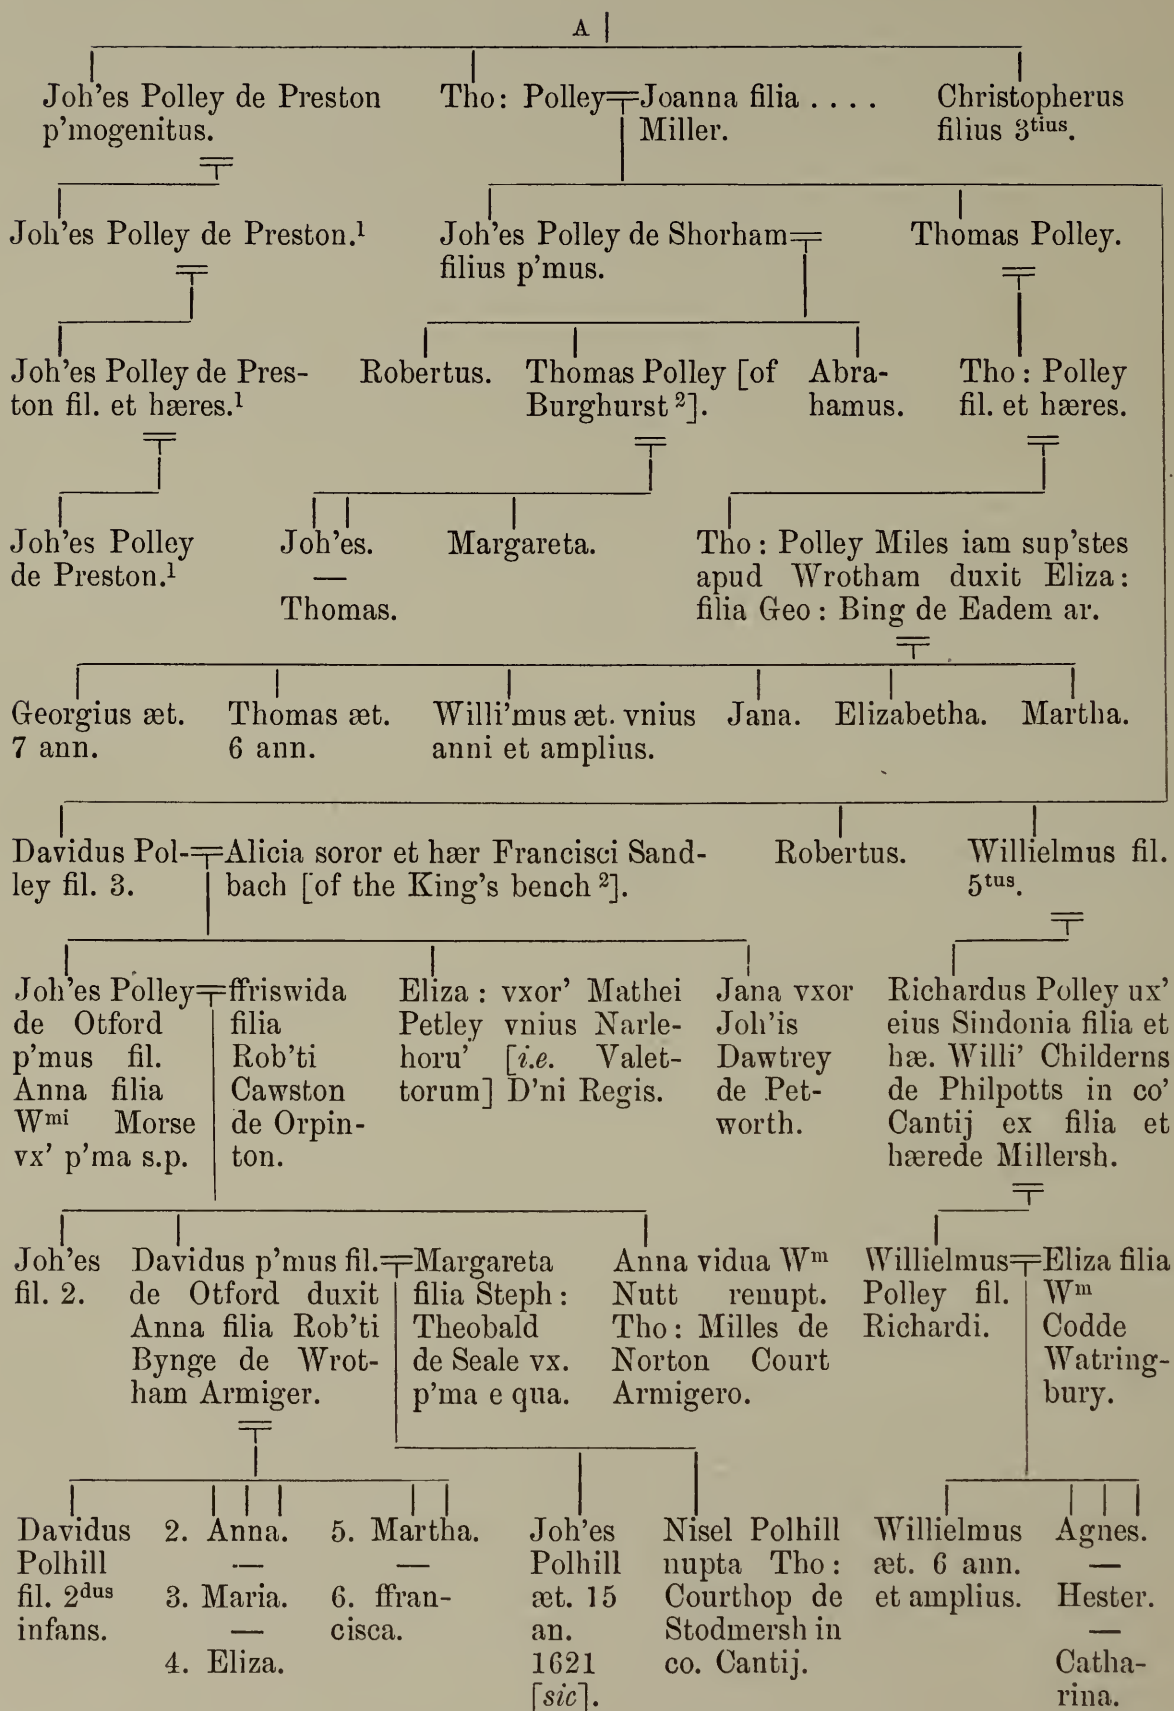 A
Joh'es Polley de Preston
p'mogenitus.
Tho: Polley
Joanna filia . . . .
Miller.
Christopherus
filius 3tius.
Joh'es Polley de Preston.1
Joh'es Polley de Shorham
filius p'mus.
Thomas Polley.
Joh'es Polley de Pres-
ton fil. et hæres.1
Robertus.
Thomas Polley [of
Burghurst 2].
Abra-
hamus.
Tho: Polley
fil. et hæres.
Joh'es Polley
de Preston.1
Joh'es.
—
Thomas.
Margareta.
Tho: Polley Miles iam sup'stes
apud Wrotham duxit Eliza:
filia Geo: Bing de Eadem ar.
Georgius æt.
7 ann.
Thomas æt.
6 ann.
Willi'mus æt. vnius
anni et amplius.
Jana.
Elizabetha.
Martha.
Davidus Pol-
ley fil. 3.
Alicia soror et hær Francisci Sand-
bach [of the King's bench 2].
Robertus.
Willielmus fil.
5tus.
Joh'es Polley
de Otford
p'mus fil.
Anna filia
Wmi Morse
vx' p'ma s.p.
ffriswida
filia
Rob'ti
Cawston
de Orpin-
ton.
Eliza: vxor' Mathei
Petley vnius Narle-
horu' [i.e. Valet-
torum] D'ni Regis.
Jana vxor
Joh'is
Dawtrey
de Pet-
worth.
Richardus Polley ux'
eius Sindonia filia et
hæ. Willi' Childerns
de Philpotts in co'
Cantij ex filia et
hærede Millersh.
Joh'es
fil. 2.
Davidus p'mus fil.
de Otford duxit
Anna filia Rob'ti
Bynge de Wrot-
ham Armiger.
Margareta
filia Steph:
Theobald
de Seale vx.
p'ma e qua.
Anna vidua Wm
Nutt renupt.
Tho: Milles de
Norton Court
Armigero.
Willielmus
Polley fil.
Richardi.
Eliza filia
Wm
Codde
Watring-
bury.
Davidus
Polhill
fil. 2dus
infans.
2. Anna.
—
3. Maria.
—
4. Eliza.
5. Martha.
—
6. ffran-
cisca.
Joh'es
Polhill
æt. 15
an.
1621
[sic].
Nisel Polhill
nupta Tho:
Courthop de
Stodmersh in
co. Cantij.
Willielmus
æt. 6 ann.
et amplius.
Agnes.
—
Hester.
—
Catha-
rina.